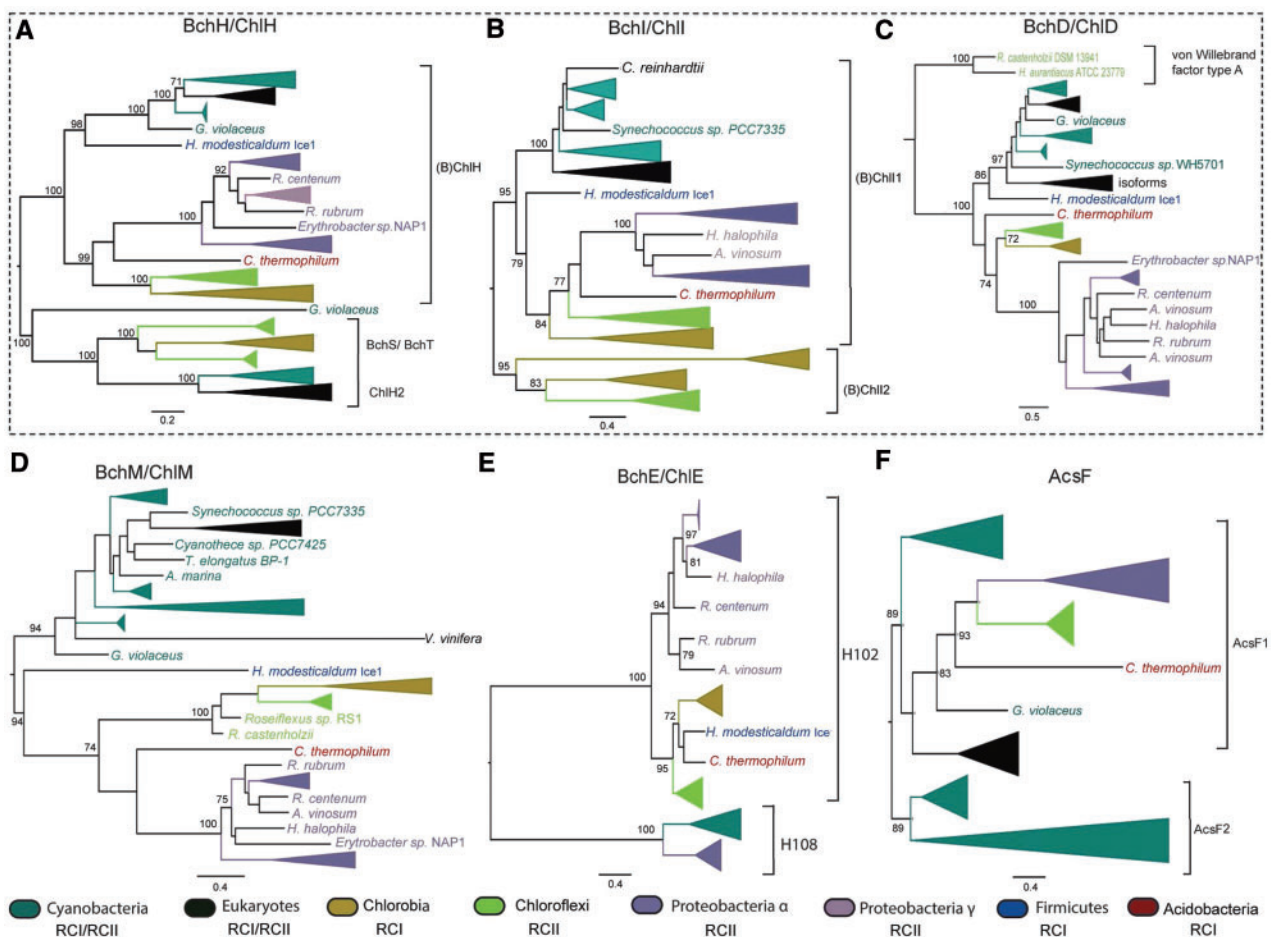 A
BchH/ChlH
71
100
100
G. violaceus
98
H. modesticaldum Ice1
92
R. centenum
100
100
R. rubrum
Erythrobacter sp. NAP1
99
C. thermophilum
100
(B)ChlH
G. violaceus
100
100
100
100
BchS/ BchT
ChlH2
0.2
B
BchI/ChlI
C. reinhardtii
Synechococcus sp. PCC7335
100
95
H. modesticaldum Ice1
100
H. halophila
A. vinosum
79
77
C. thermophilum
84
(B)ChlI1
95
83
(B)ChlI2
0.4
C
BchD/ChlD
100
R. castenholzii DSM 13941
H. aurantiacus ATCC 23779
von Willebrand
factor type A
G. violaceus
97
Synechococcus sp. WH5701
86
isoforms
H. modesticaldum Ice1
C. thermophilum
72
74
Erythrobacter sp NAP1
100
R. centenum
A. vinosum
H. halophila
R. rubrum
A. vinosum
0.5
D
BchM/ChlM
Synechococcus sp. PCC7335
Cyanothece sp. PCC7425
T. elongatus BP-1
A. marina
94
V. vinifera
G. violaceus
H. modesticaldum Ice1
94
100
Roseiflexus sp. RS1
R. castenholzii
74
C. thermophilum
R. rubrum
75
R. centenum
A. vinosum
100
H. halophila
Erytrobacter sp. NAP1
0.4
E
BchE/ChlE
97
81
H. halophila
94
R. centenum
R. rubrum
79
A. vinosum
100
72
H. modesticaldum Ice
C. thermophilum
95
H102
100
H108
0.4
F
AcsF
89
93
C. thermophilum
83
G. violaceus
AcsF1
89
AcsF2
0.4
Cyanobacteria
RCI/RCII
Eukaryotes
RCI/RCII
Chlorobia
RCI
Chloroflexi
RCII
Proteobacteria α
RCII
Proteobacteria γ
RCII
Firmicutes
RCI
Acidobacteria
RCI